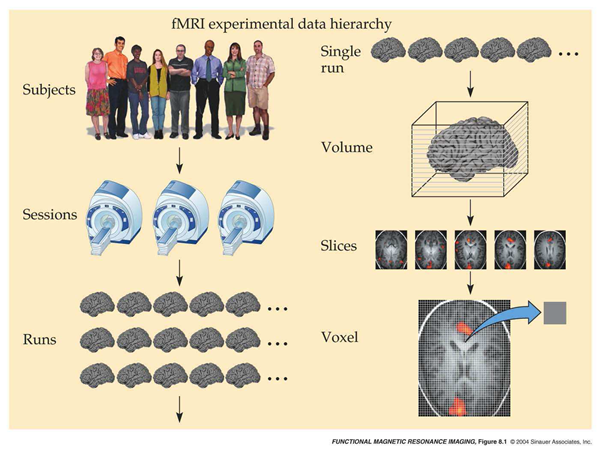 fMRI experimental data hierarchy
Subjects
Sessions
Runs
Single
run
Volume
Slices
Voxel
FUNCTIONAL MAGNETIC RESONANCE IMAGING, Figure 8.1 © 2004 Sinauer Associates, Inc.